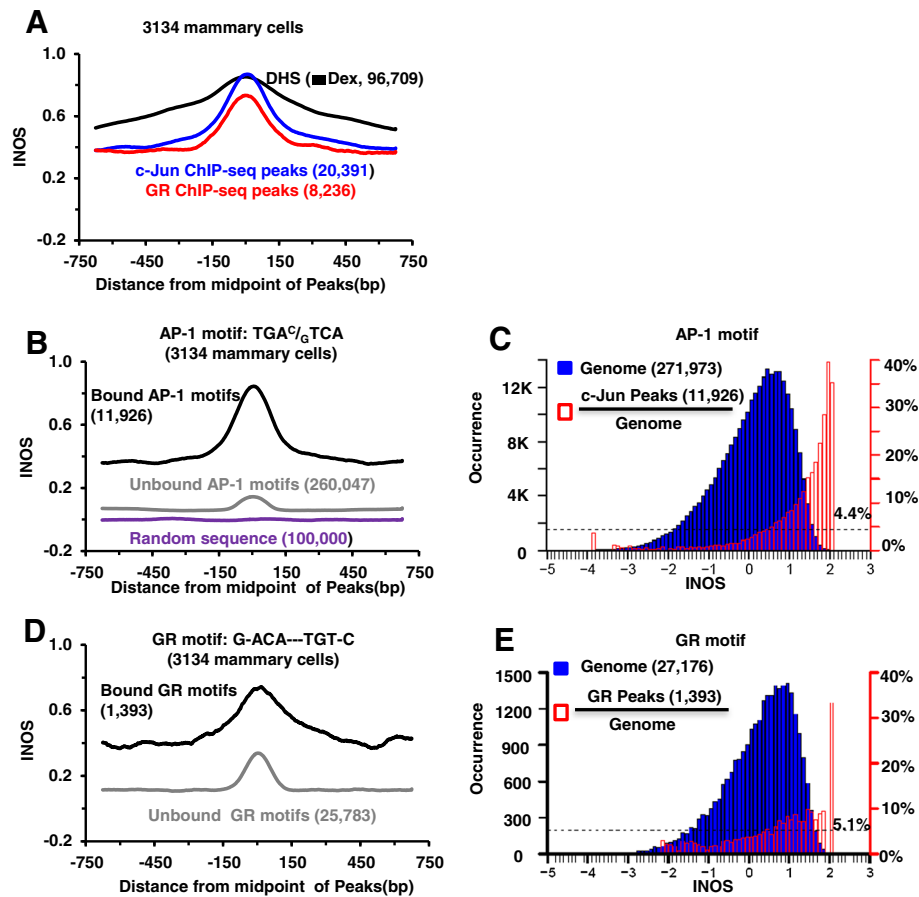 A
3134 mammary cells
1.0
0.6
0.2
-0.2
INOS
DHS (■Dex, 96,709)
c-Jun ChIP-seq peaks (20,391)
GR ChIP-seq peaks (8,236)
-750 -450 -150 150 450 750
Distance from midpoint of Peaks(bp)
B
AP-1 motif: TGAC/GTCA
(3134 mammary cells)
1.0
0.6
0.2
-0.2
INOS
Bound AP-1 motifs
(11,926)
Unbound AP-1 motifs (260,047)
Random sequence (100,000)
-750 -450 -150 150 450 750
Distance from midpoint of Peaks(bp)
C
AP-1 motif
Genome (271,973)
c-Jun Peaks (11,926)
Genome
12K
8K
4K
0
Occurrence
40%
30%
20%
10%
0%
4.4%
−5 −4 −3 −2 −1 0 1 2 3
INOS
D
GR motif: G-ACA---TGT-C
(3134 mammary cells)
1.0
0.6
0.2
-0.2
INOS
Bound GR motifs
(1,393)
Unbound GR motifs (25,783)
-750 -450 -150 150 450 750
Distance from midpoint of Peaks(bp)
E
GR motif
Genome (27,176)
GR Peaks (1,393)
Genome
1500
1200
900
600
300
0
Occurrence
40%
30%
20%
10%
0%
5.1%
−5 −4 −3 −2 −1 0 1 2 3
INOS